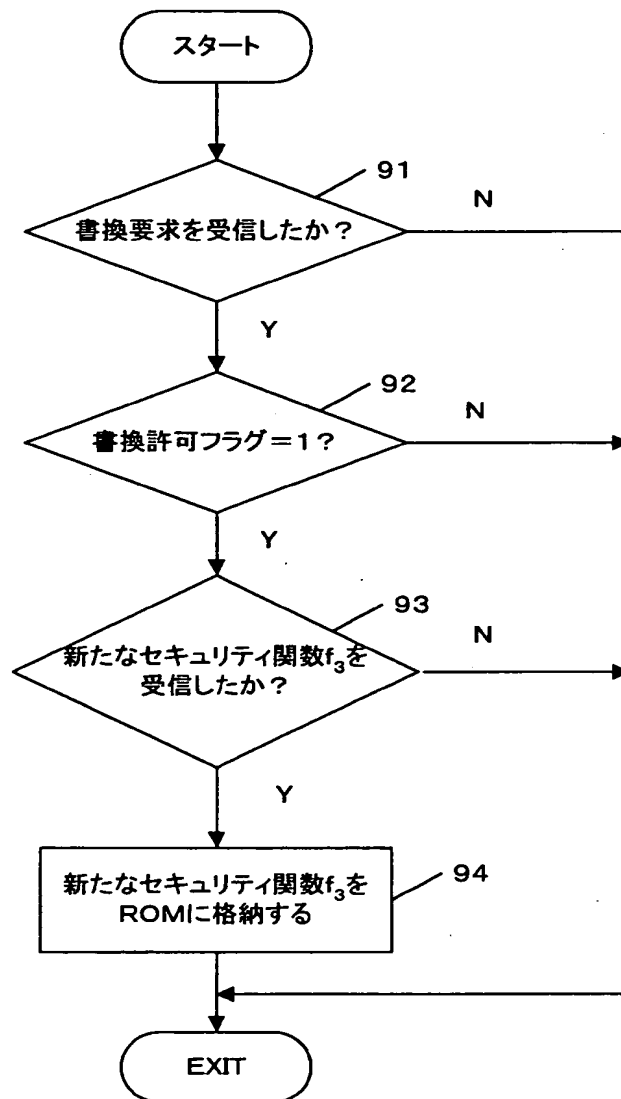 スタート
91
書換要求を受信したか？
N
Y
92
書換許可フラグ＝1？
N
Y
93
新たなセキュリティ関数f₃を
受信したか？
N
Y
94
新たなセキュリティ関数f₃を
ROMに格納する
EXIT